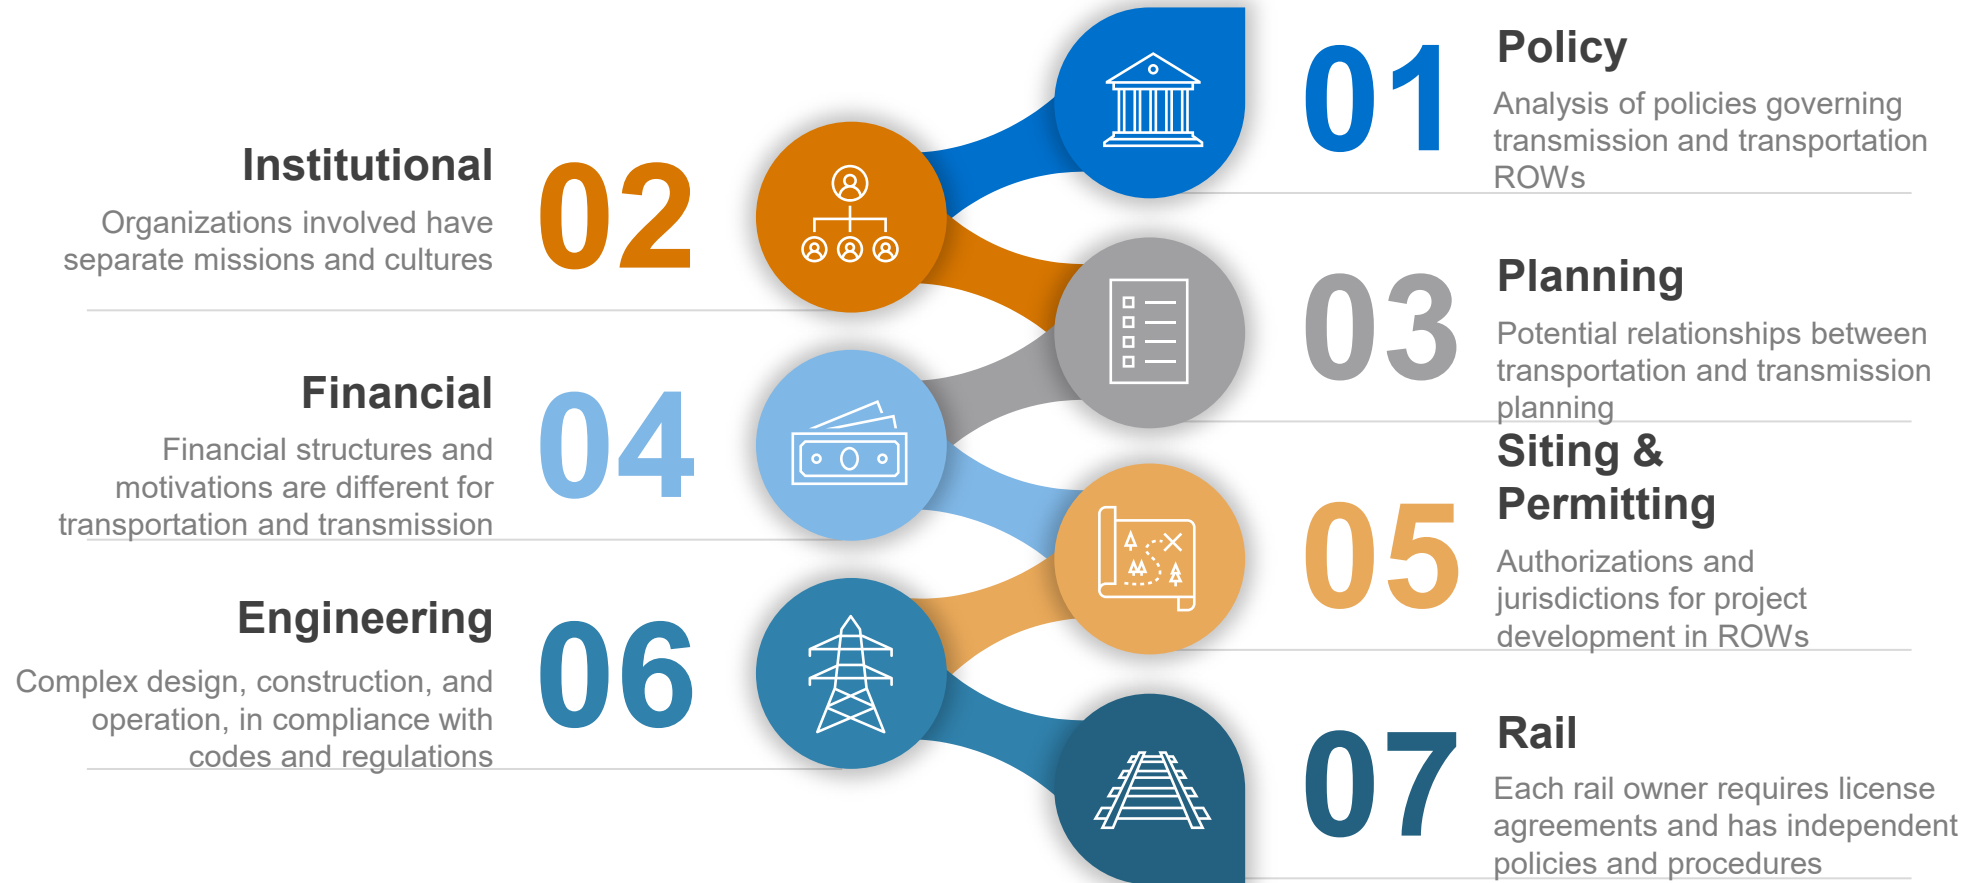 01
Policy
Analysis of policies governing
transmission and transportation
ROWs
Institutional
02
Organizations involved have
separate missions and cultures
03
Planning
Potential relationships between
transportation and transmission
planning
Financial
04
Financial structures and
motivations are different for
transportation and transmission
05
Siting &
Permitting
Authorizations and
jurisdictions for project
development in ROWs
Engineering
06
Complex design, construction, and
operation, in compliance with
codes and regulations
07
Rail
Each rail owner requires license
agreements and has independent
policies and procedures